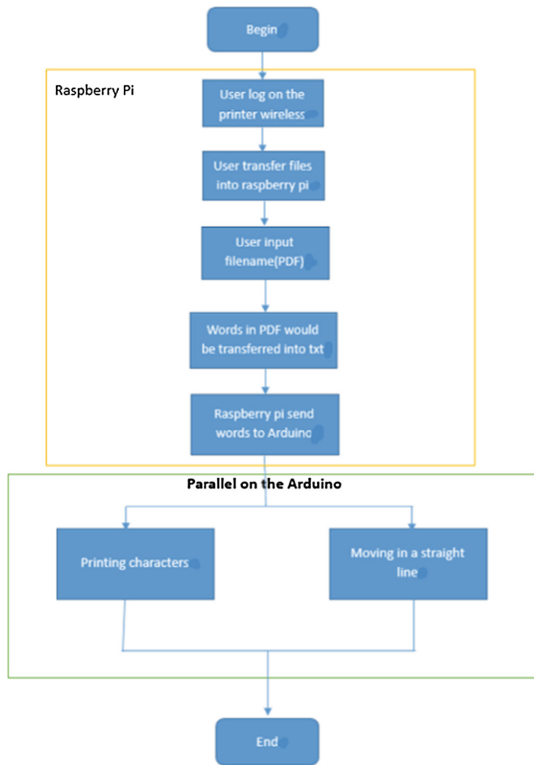 Begin
Raspberry Pi
User log on the
printer wireless
User transfer files
into raspberry pi
User input
filename(PDF)
Words in PDF would
be transferred into txt
Raspberry pi send
words to Arduino
Parallel on the Arduino
Printing characters
Moving in a straight
line
End